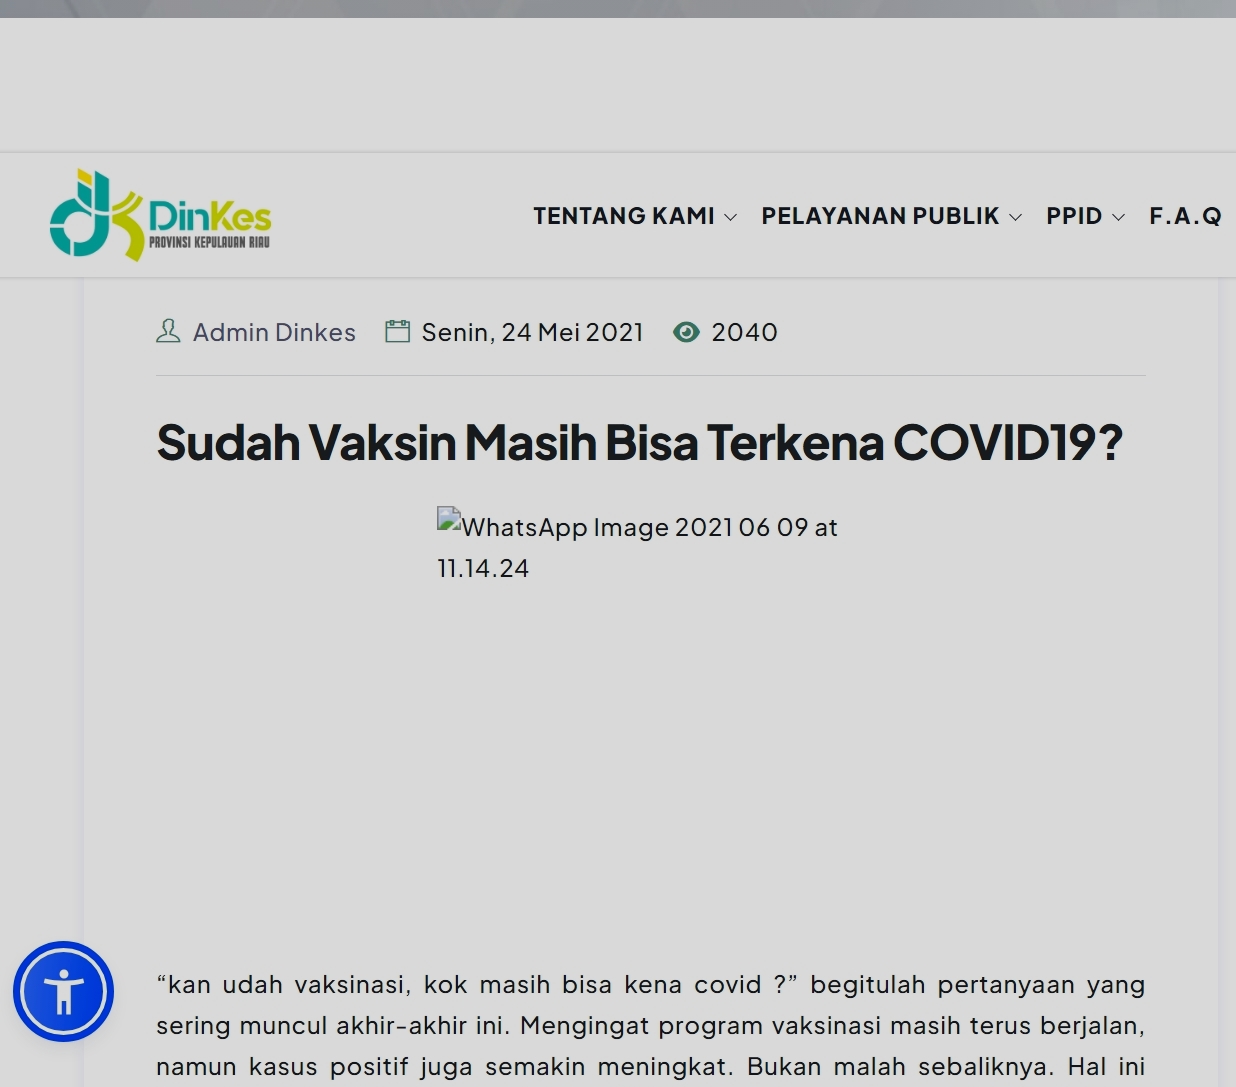 DinKes
PROVINSI KEPULAUAN RIAU
TENTANG KAMI PELAYANAN PUBLIK PPID F.A.Q
Admin Dinkes Senin, 24 Mei 2021 2040
Sudah Vaksin Masih Bisa Terkena COVID19?
WhatsApp Image 2021 06 09 at
11.14.24
“kan udah vaksinasi, kok masih bisa kena covid ?” begitulah pertanyaan yang
sering muncul akhir-akhir ini. Mengingat program vaksinasi masih terus berjalan,
namun kasus positif juga semakin meningkat. Bukan malah sebaliknya. Hal ini